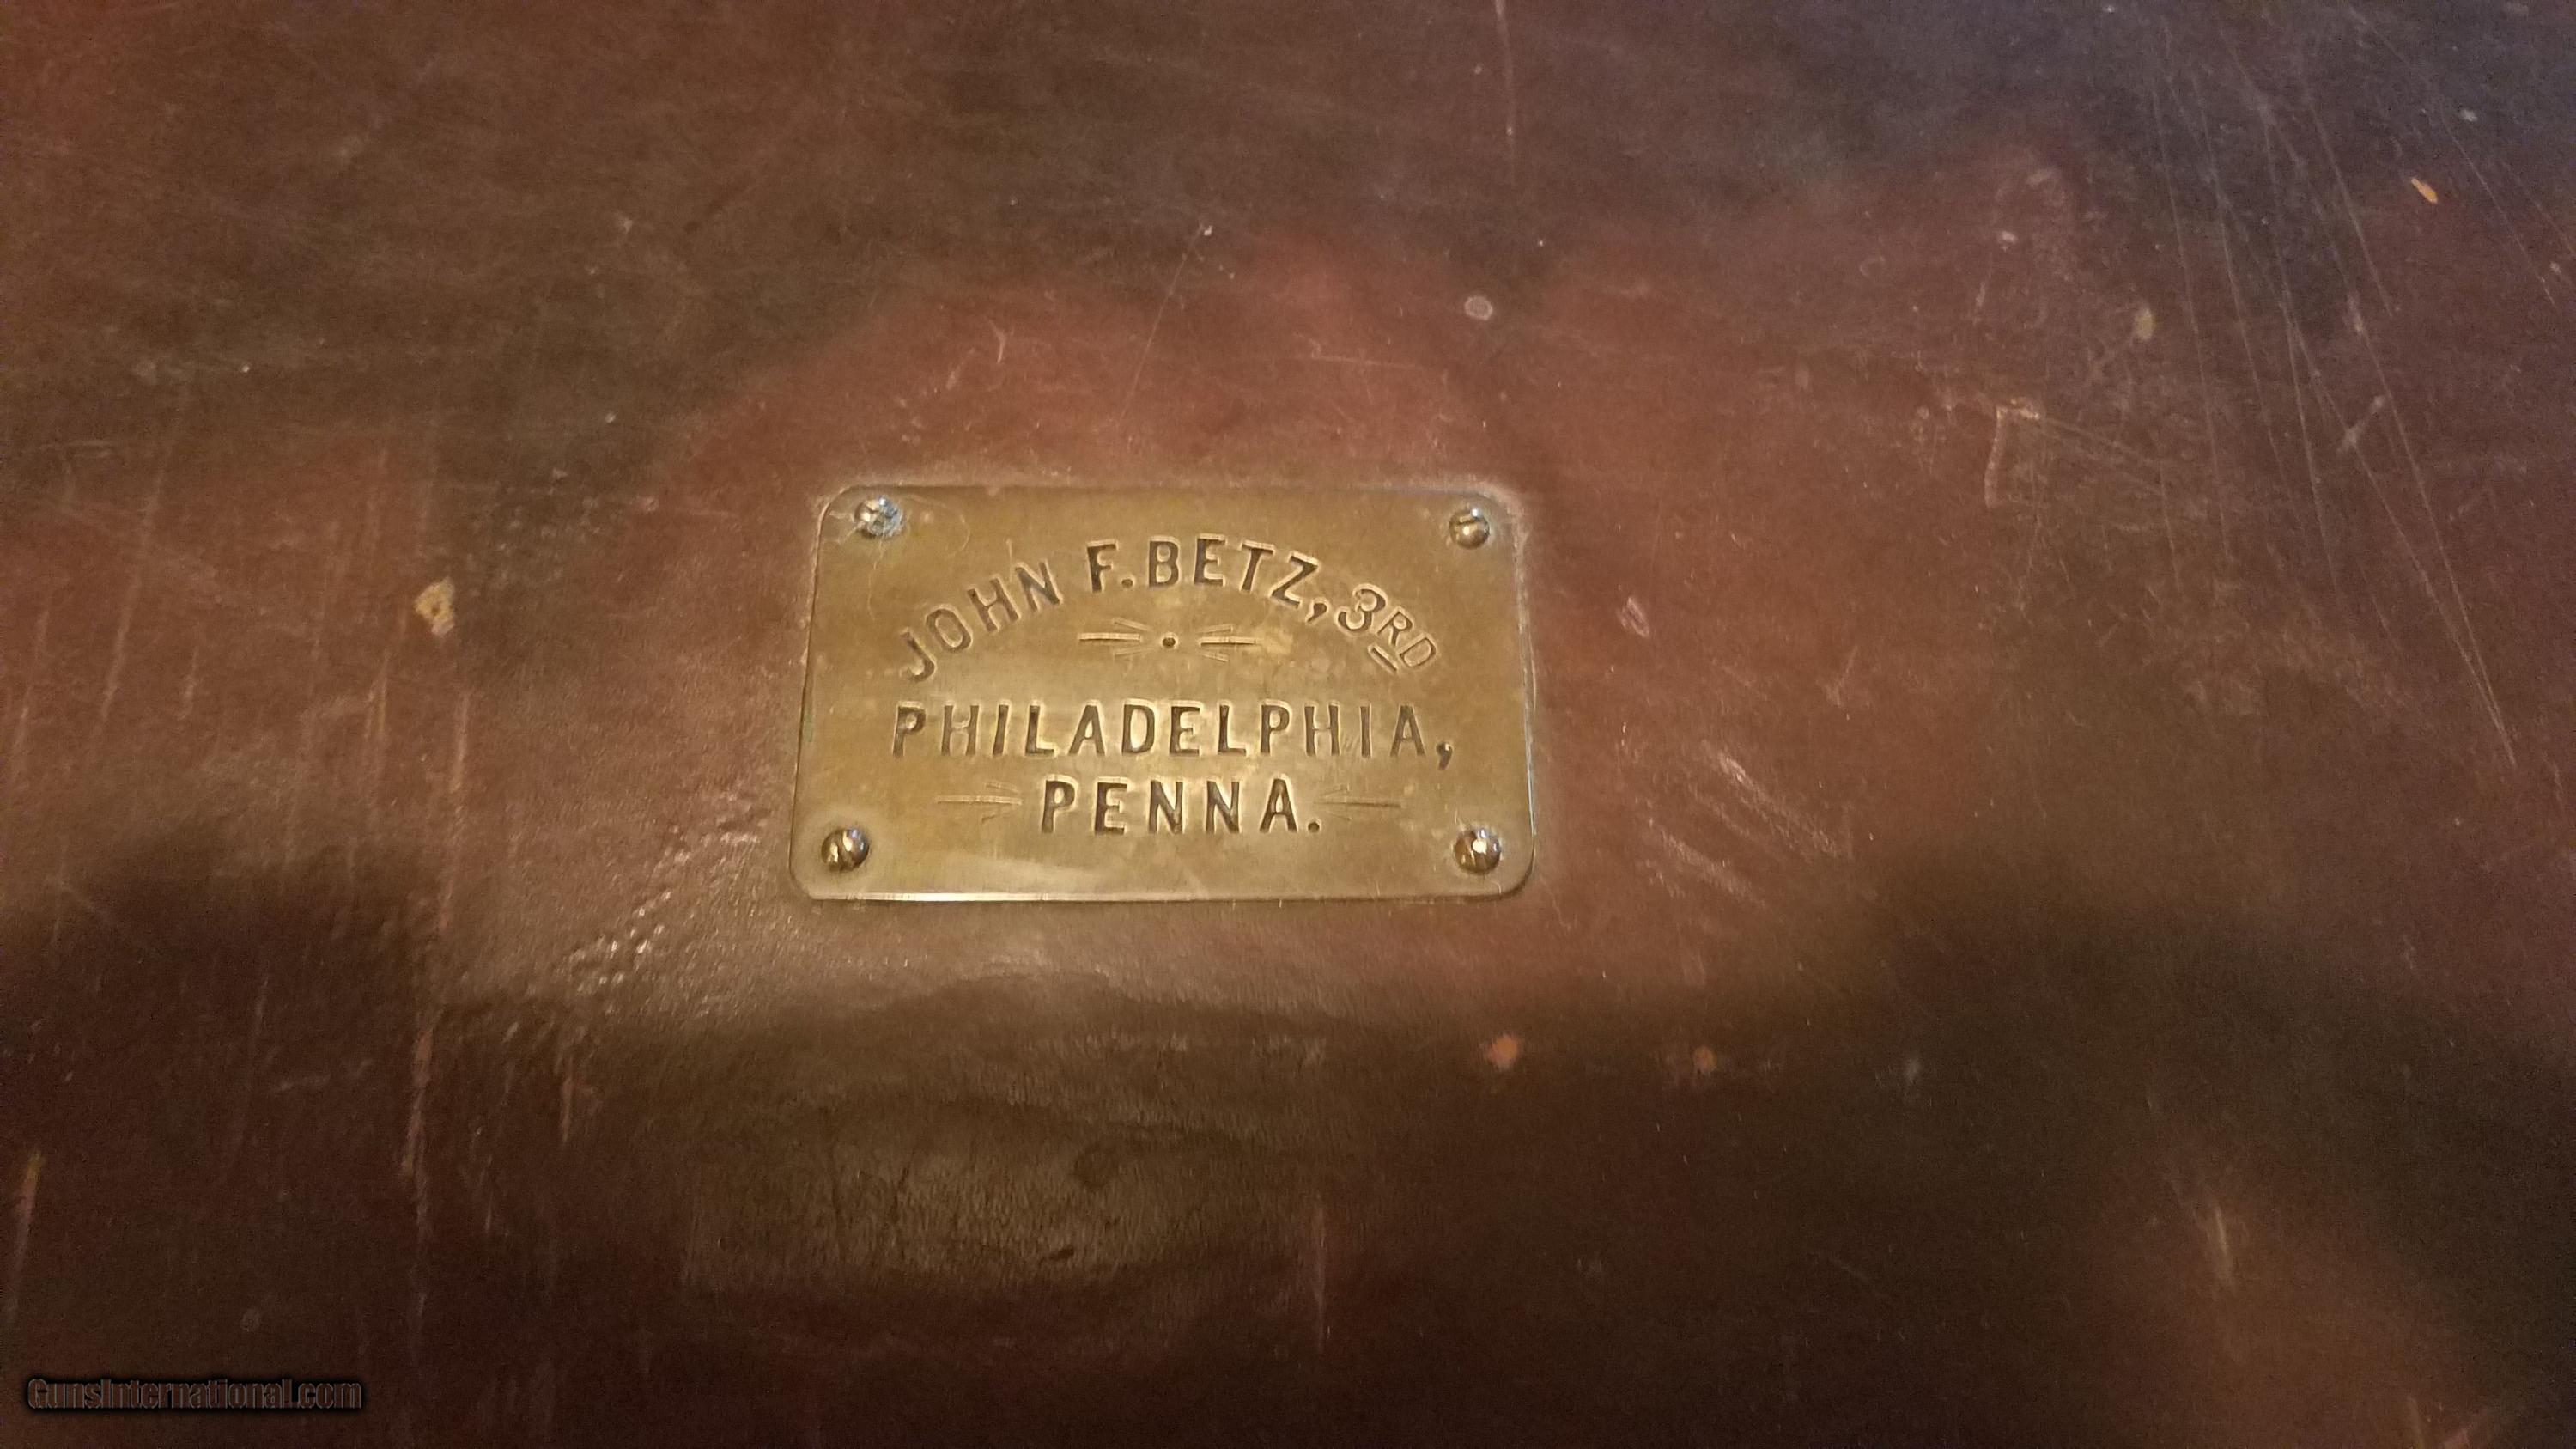 JOHN F. BETZ, 3RD
PHILADELPHIA,
PENNA.
GunsInternational.com